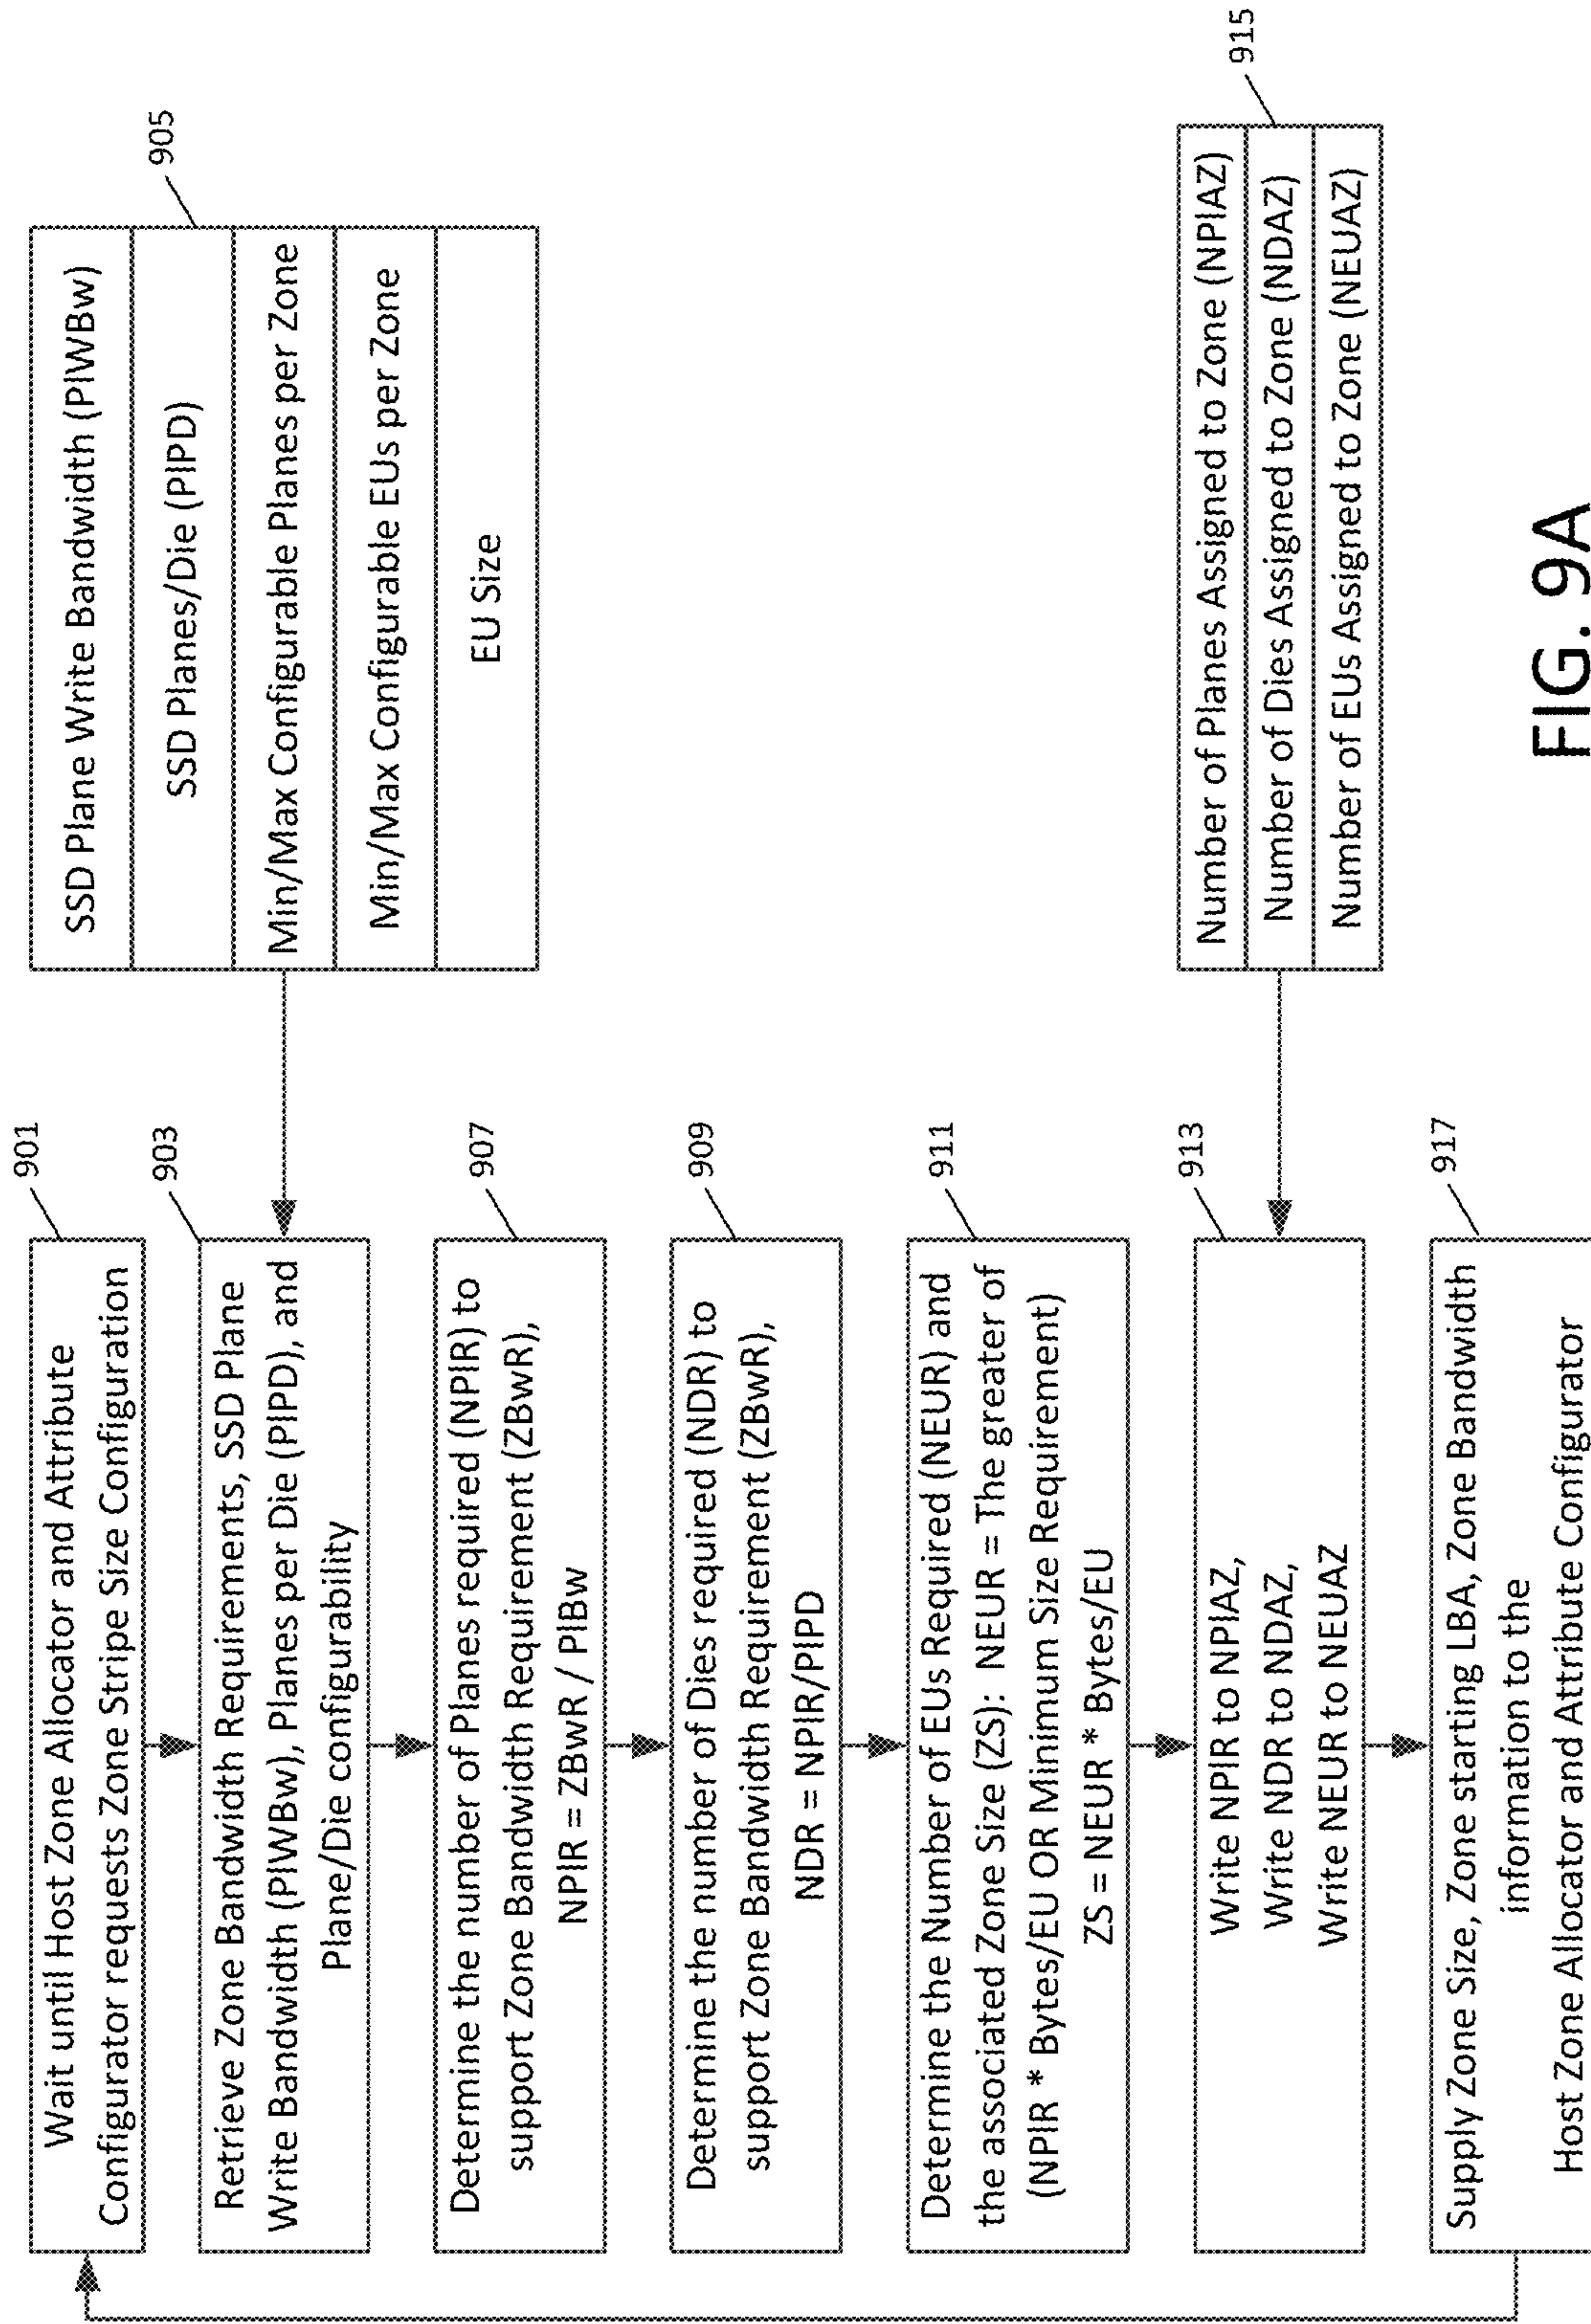 901
Wait until Host Zone Allocator and Attribute
Configurator requests Zone Stripe Size Configuration
903
Retrieve Zone Bandwidth Requirements, SSD Plane
Write Bandwidth (PlWBw), Planes per Die (PlPD), and
Plane/Die configurability
905
SSD Plane Write Bandwidth (PlWBw)
SSD Planes/Die (PlPD)
Min/Max Configurable Planes per Zone
Min/Max Configurable EUs per Zone
EU Size
907
Determine the number of Planes required (NPlR) to
support Zone Bandwidth Requirement (ZBwR),
NPlR = ZBwR / PlBw
909
Determine the number of Dies required (NDR) to
support Zone Bandwidth Requirement (ZBwR),
NDR = NPlR/PlPD
911
Determine the Number of EUs Required (NEUR) and
the associated Zone Size (ZS): NEUR = The greater of
(NPlR * Bytes/EU OR Minimum Size Requirement)
ZS = NEUR * Bytes/EU
913
Write NPlR to NPlAZ,
Write NDR to NDAZ,
Write NEUR to NEUAZ
915
Number of Planes Assigned to Zone (NPlAZ)
Number of Dies Assigned to Zone (NDAZ)
Number of EUs Assigned to Zone (NEUAZ)
917
Supply Zone Size, Zone starting LBA, Zone Bandwidth
information to the
Host Zone Allocator and Attribute Configurator
FIG. 9A